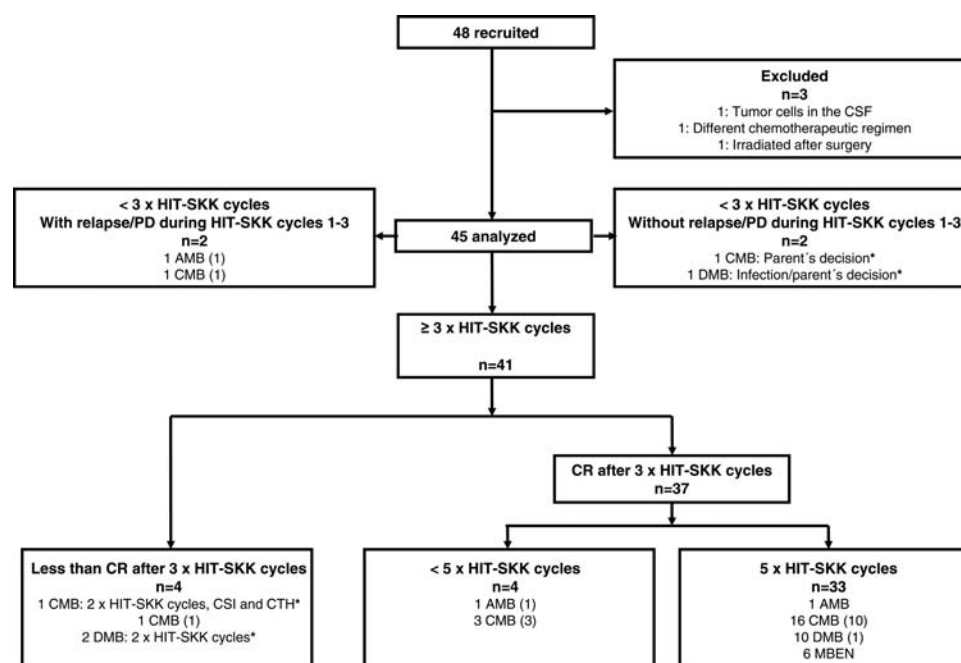 48 recruited
Excluded
n=3
1: Tumor cells in the CSF
1: Different chemotherapeutic regimen
1: Irradiated after surgery
< 3 x HIT-SKK cycles
With relapse/PD during HIT-SKK cycles 1-3
n=2
1 AMB (1)
1 CMB (1)
45 analyzed
< 3 x HIT-SKK cycles
Without relapse/PD during HIT-SKK cycles 1-3
n=2
1 CMB: Parent´s decision*
1 DMB: Infection/parent´s decision*
≥ 3 x HIT-SKK cycles
n=41
CR after 3 x HIT-SKK cycles
n=37
Less than CR after 3 x HIT-SKK cycles
n=4
1 CMB: 2 x HIT-SKK cycles, CSI and CTH*
1 CMB (1)
2 DMB: 2 x HIT-SKK cycles*
< 5 x HIT-SKK cycles
n=4
1 AMB (1)
3 CMB (3)
5 x HIT-SKK cycles
n=33
1 AMB
16 CMB (10)
10 DMB (1)
6 MBEN